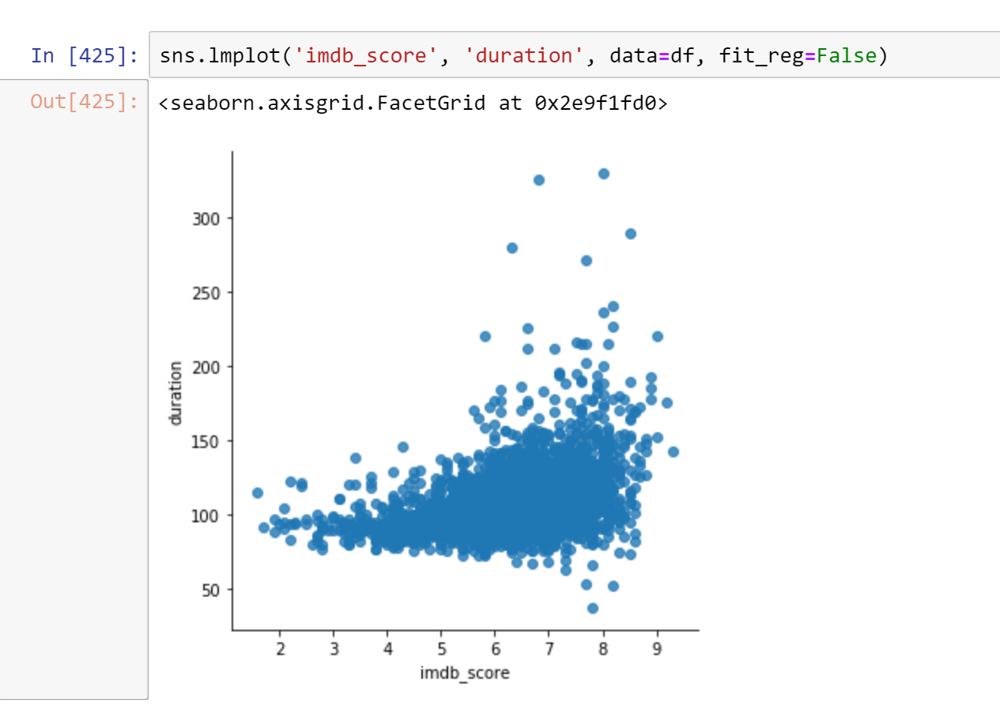 In [425]: sns.lmplot('imdb_score', 'duration', data=df, fit_reg=False)
Out[425]: <seaborn.axisgrid.FacetGrid at 0x2e9f1fd0>
300
250
200
150
100
50
duration
2 3 4 5 6 7 8 9
imdb_score